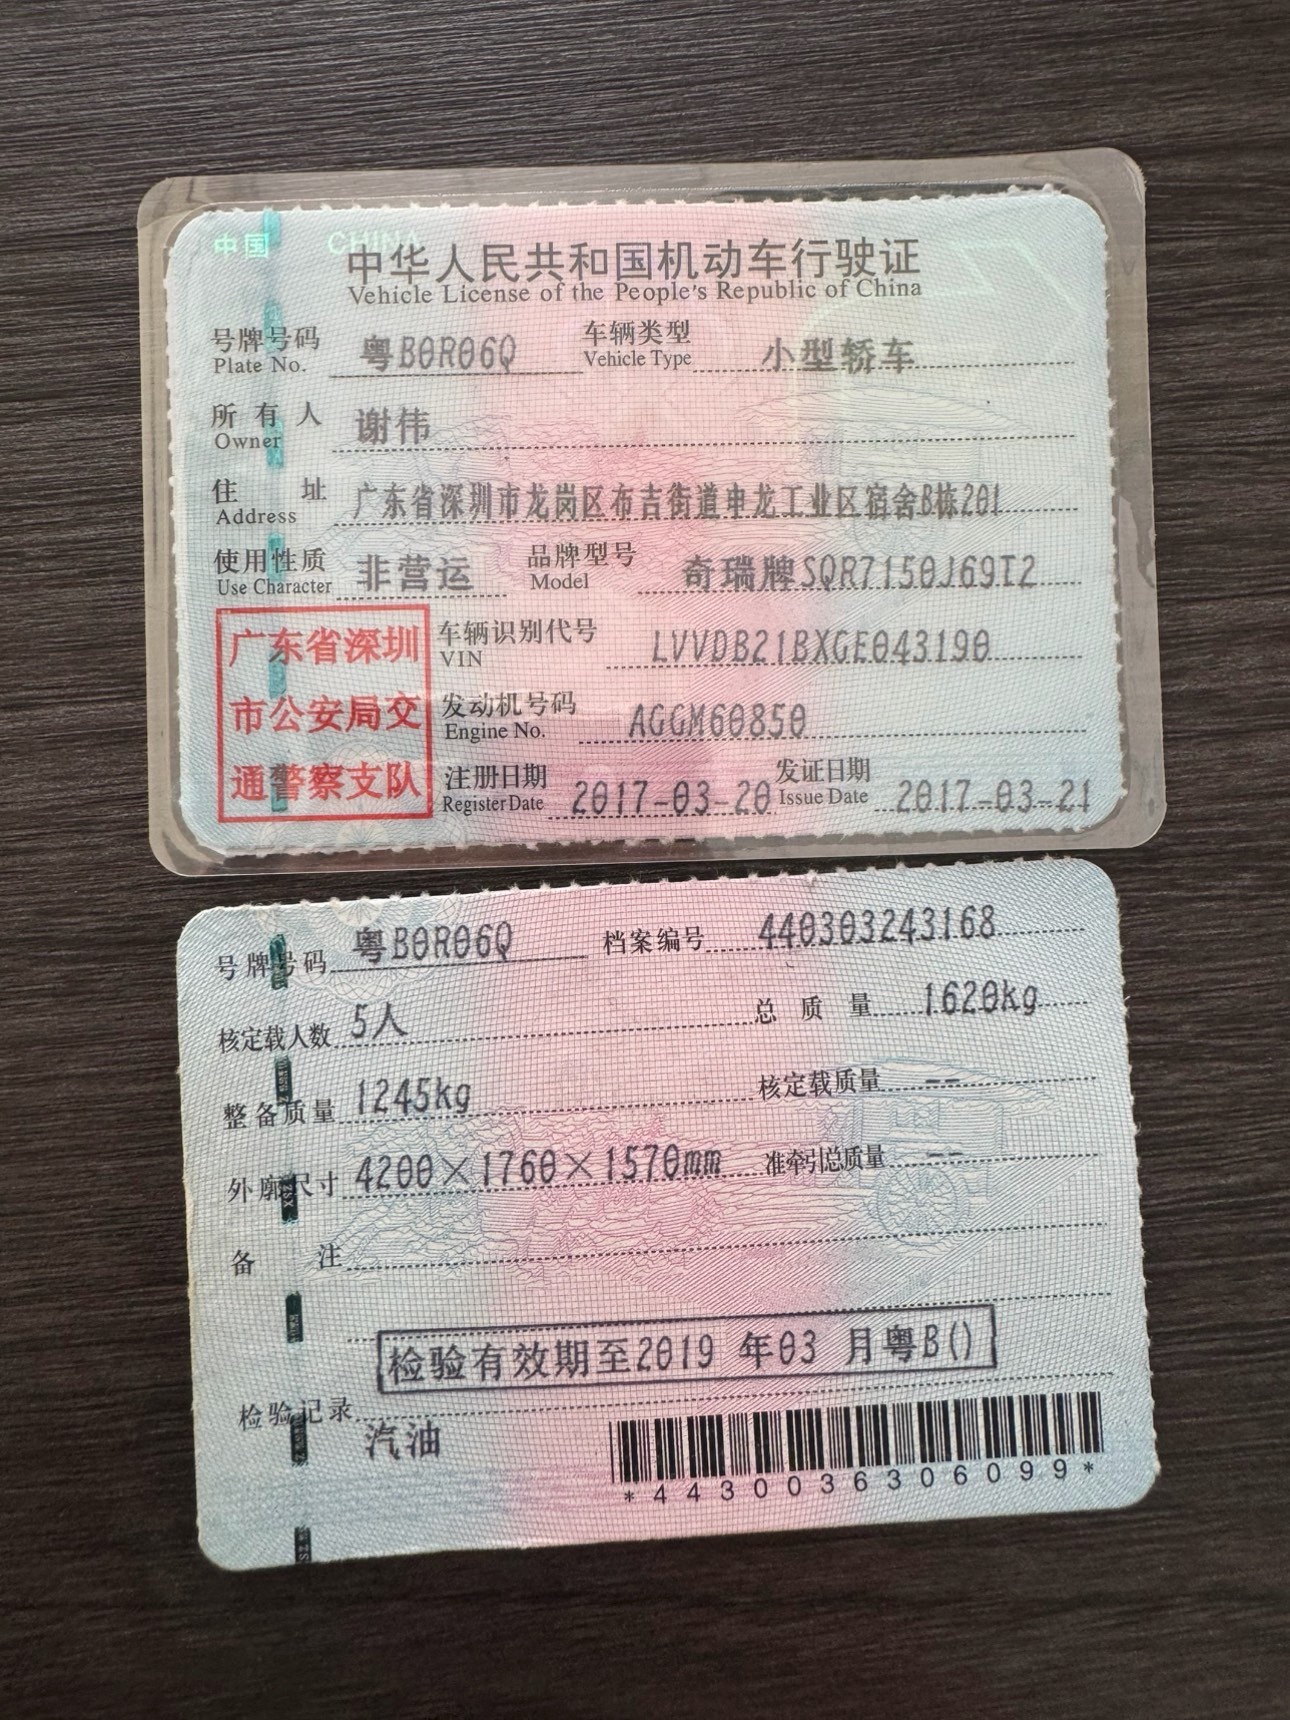 中国 CHINA
中华人民共和国机动车行驶证
Vehicle License of the People's Republic of China
号牌号码 粤B0R06Q 车辆类型 小型轿车
Plate No. Vehicle Type
所有人 谢伟
Owner
住址 广东省深圳市龙岗区布吉街道申龙工业区宿舍B栋201
Address
使用性质 非营运 品牌型号 奇瑞牌SQR7150J69T2
Use Character Model
广东省深圳 车辆识别代号 LVVDB21BXGE043190
VIN
市公安局交 发动机号码 AGGM60850
Engine No.
通警察支队 注册日期 2017-03-20 发证日期 2017-03-21
Register Date Issue Date
号牌号码 粤B0R06Q 档案编号 440303243168
核定载人数 5人 总质量 1620kg
整备质量 1245kg 核定载质量 --
外廓尺寸 4200×1760×1570mm 准牵引总质量 --
备注
检验有效期至2019 年03 月粤B()
检验记录
汽油
*4430036306099*